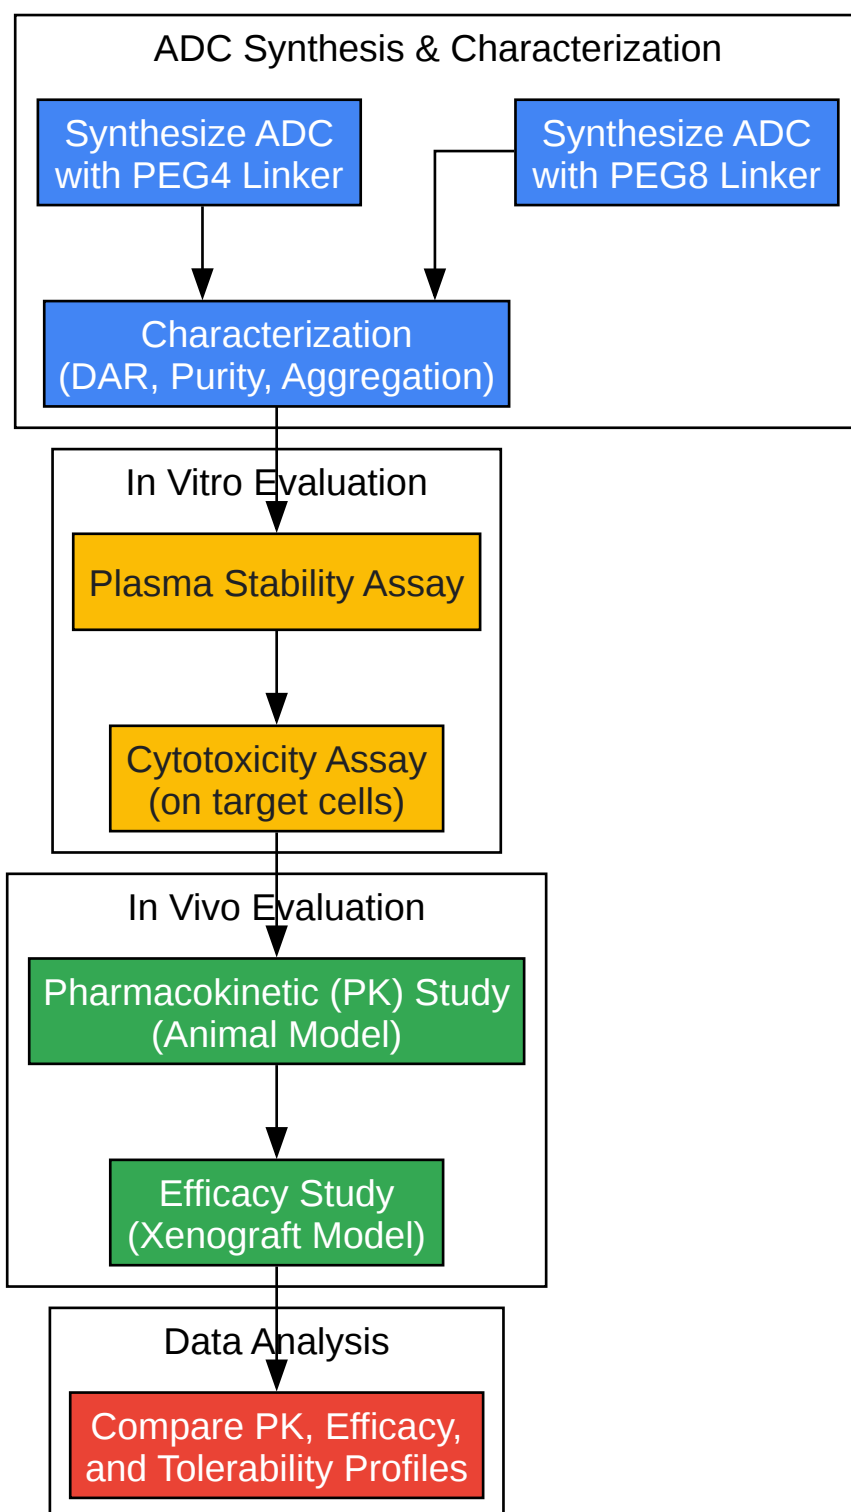 ADC Synthesis & Characterization
Synthesize ADC
with PEG4 Linker
Synthesize ADC
with PEG8 Linker
Characterization
(DAR, Purity, Aggregation)
In Vitro Evaluation
Plasma Stability Assay
Cytotoxicity Assay
(on target cells)
In Vivo Evaluation
Pharmacokinetic (PK) Study
(Animal Model)
Efficacy Study
(Xenograft Model)
Data Analysis
Compare PK, Efficacy,
and Tolerability Profiles